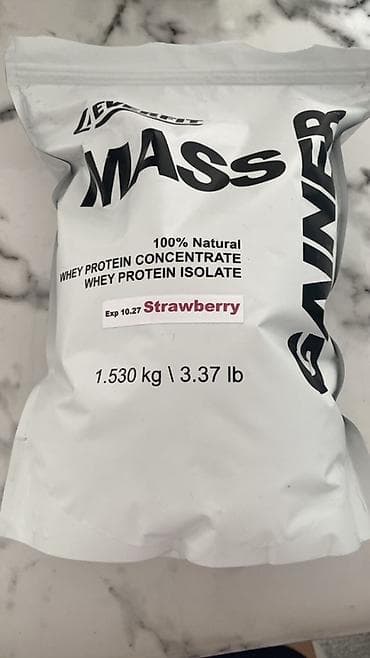 MASS
GAINER
100% Natural
WHEY PROTEIN CONCENTRATE
WHEY PROTEIN ISOLATE
Exp 10.27 Strawberry
1.530 kg \ 3.37 lb